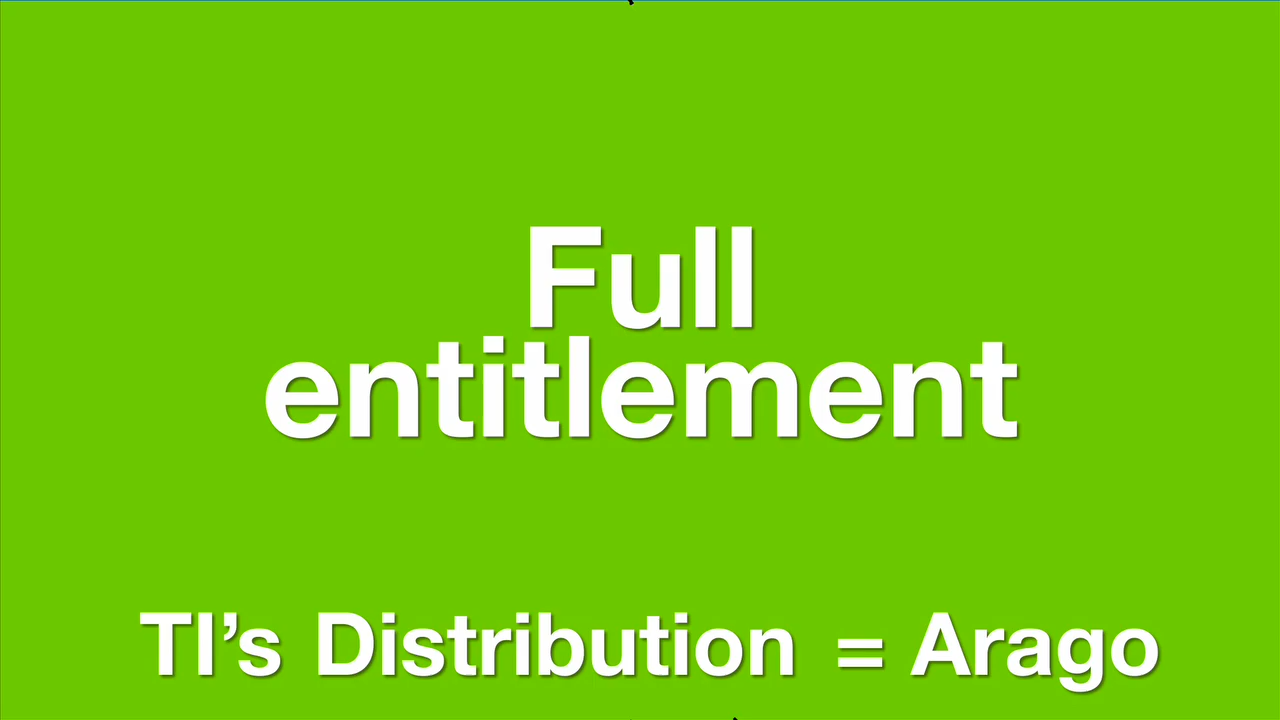 Full
entitlement
TI’s Distribution = Arago